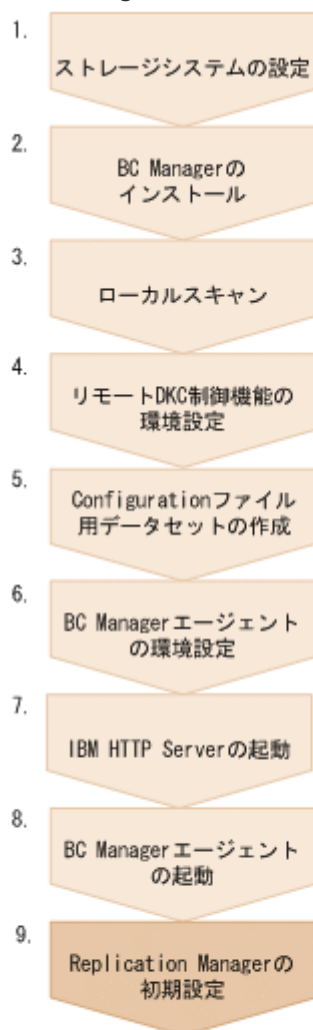 1.
ストレージシステムの設定
2.
BC Managerの
インストール
3.
ローカルスキャン
4.
リモートDKC制御機能の
環境設定
5.
Configurationファイル
用データセットの作成
6.
BC Managerエージェント
の環境設定
7.
IBM HTTP Serverの起動
8.
BC Managerエージェント
の起動
9.
Replication Managerの
初期設定